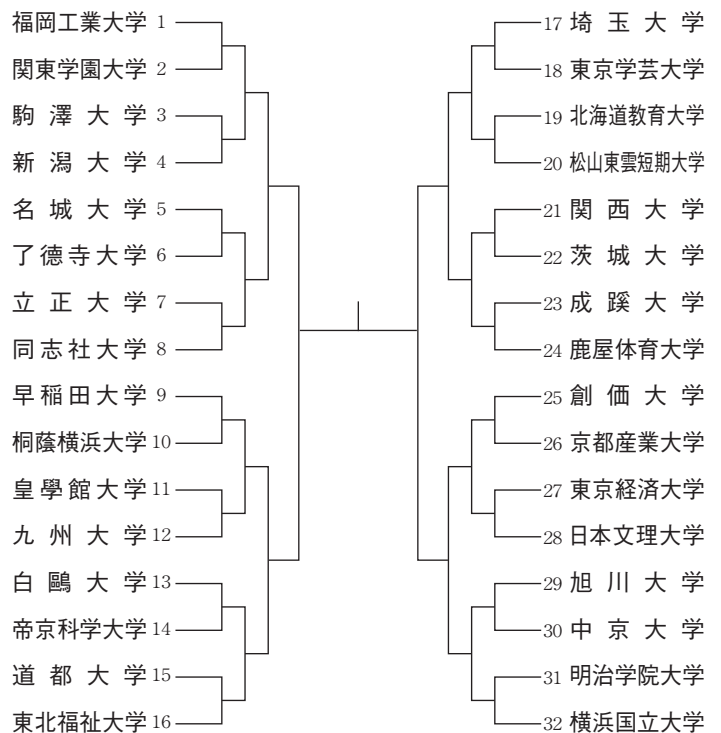 福岡工業大学 1
関東学園大学 2
駒澤大学 3
新潟大学 4
名城大学 5
了德寺大学 6
立正大学 7
同志社大学 8
早稲田大学 9
桐蔭横浜大学 10
皇學館大学 11
九州大学 12
白鷗大学 13
帝京科学大学 14
道都大学 15
東北福祉大学 16
17 埼玉大学
18 東京学芸大学
19 北海道教育大学
20 松山東雲短期大学
21 関西大学
22 茨城大学
23 成蹊大学
24 鹿屋体育大学
25 創価大学
26 京都産業大学
27 東京経済大学
28 日本文理大学
29 旭川大学
30 中京大学
31 明治学院大学
32 横浜国立大学